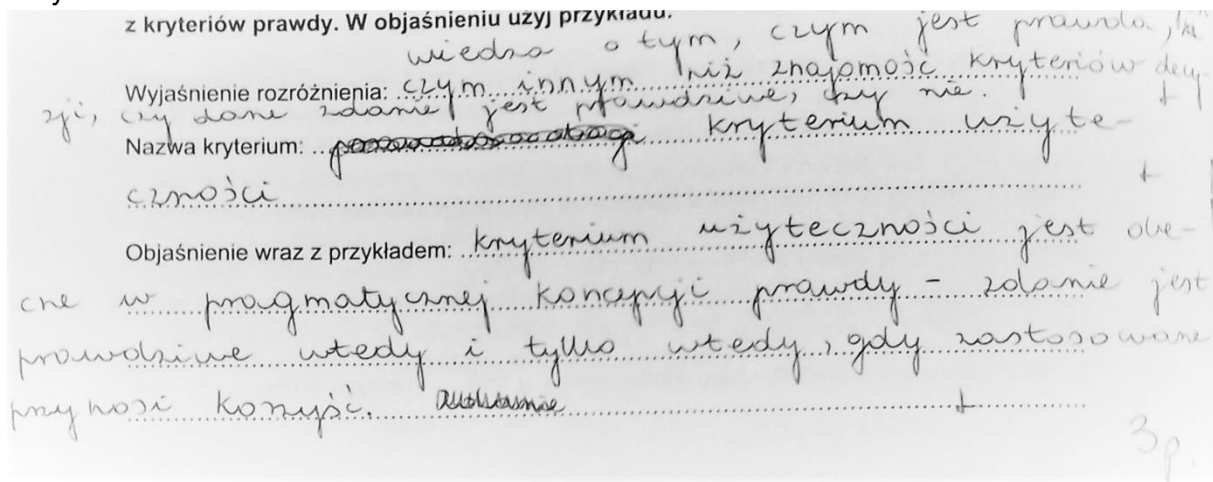 z kryteriów prawdy. W objaśnieniu użyj przykładu.
wiedza o tym, czym jest prawda,
Wyjaśnienie rozróżnienia: czym innym niż znajomość kryteriów decy-
zji, czy dane zdanie jest prawdziwe, czy nie. +
Nazwa kryterium: kryterium użyte-
czności +
Objaśnienie wraz z przykładem: kryterium użyteczności jest obe-
cne w pragmatycznej koncepcji prawdy - zdanie jest
prawdziwe wtedy i tylko wtedy, gdy zastosowane
przynosi korzyść. +
3p.